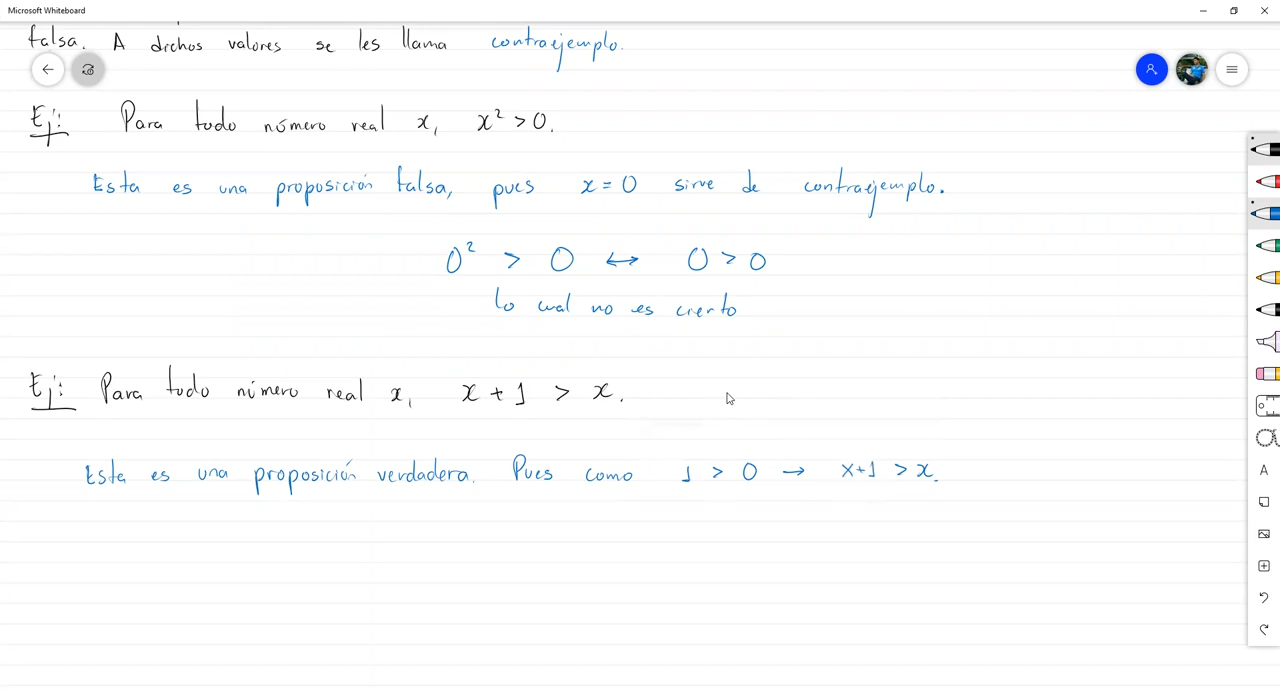 Microsoft Whiteboard
falsa. A dichos valores se les llama contraejemplo.
Ej: Para todo número real x, x² > 0.
Esta es una proposición falsa, pues x = 0 sirve de contraejemplo.
0² > 0 ↔ 0 > 0
lo cual no es cierto
Ej: Para todo número real x, x + 1 > x.
Esta es una proposición verdadera. Pues como 1 > 0 → x+1 > x.